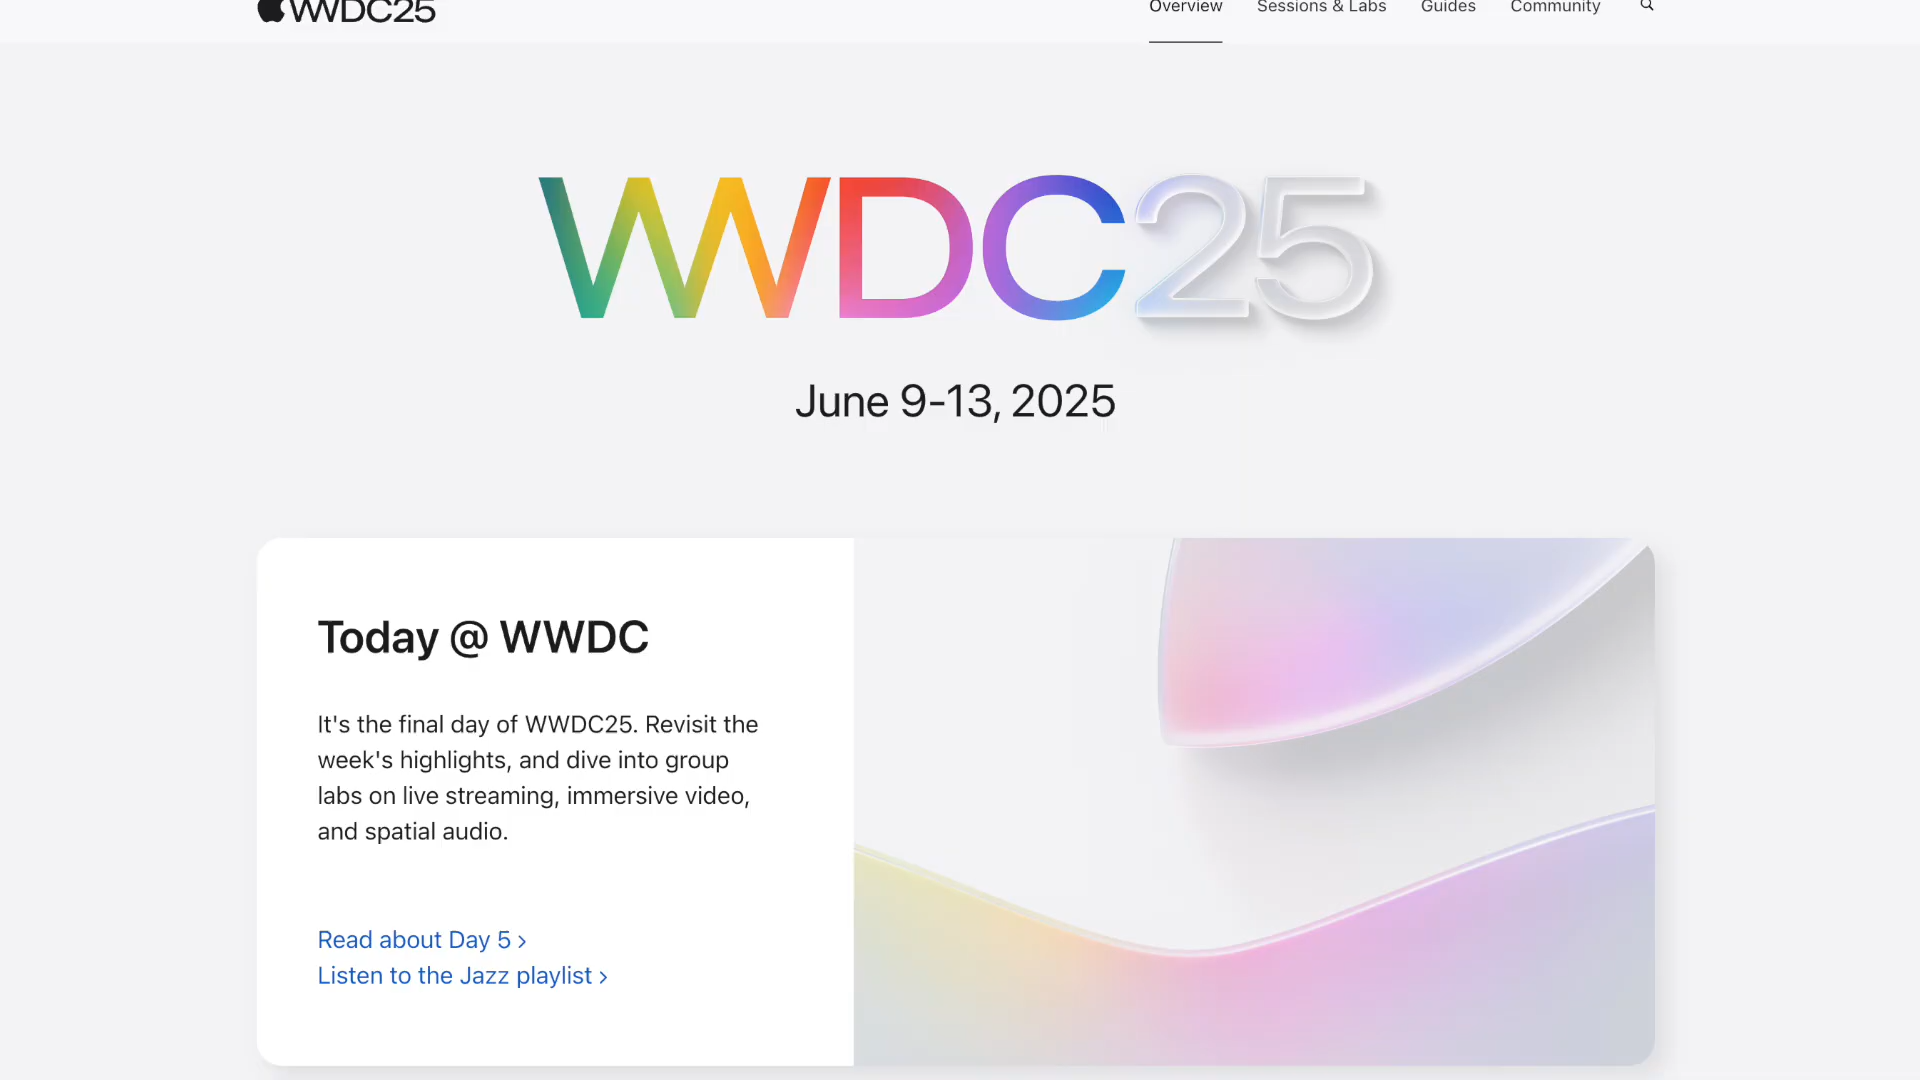 WWDC25
Overview
Sessions & Labs
Guides
Community
WWDC25
June 9-13, 2025
Today @ WWDC
It's the final day of WWDC25. Revisit the
week's highlights, and dive into group
labs on live streaming, immersive video,
and spatial audio.
Read about Day 5 >
Listen to the Jazz playlist >